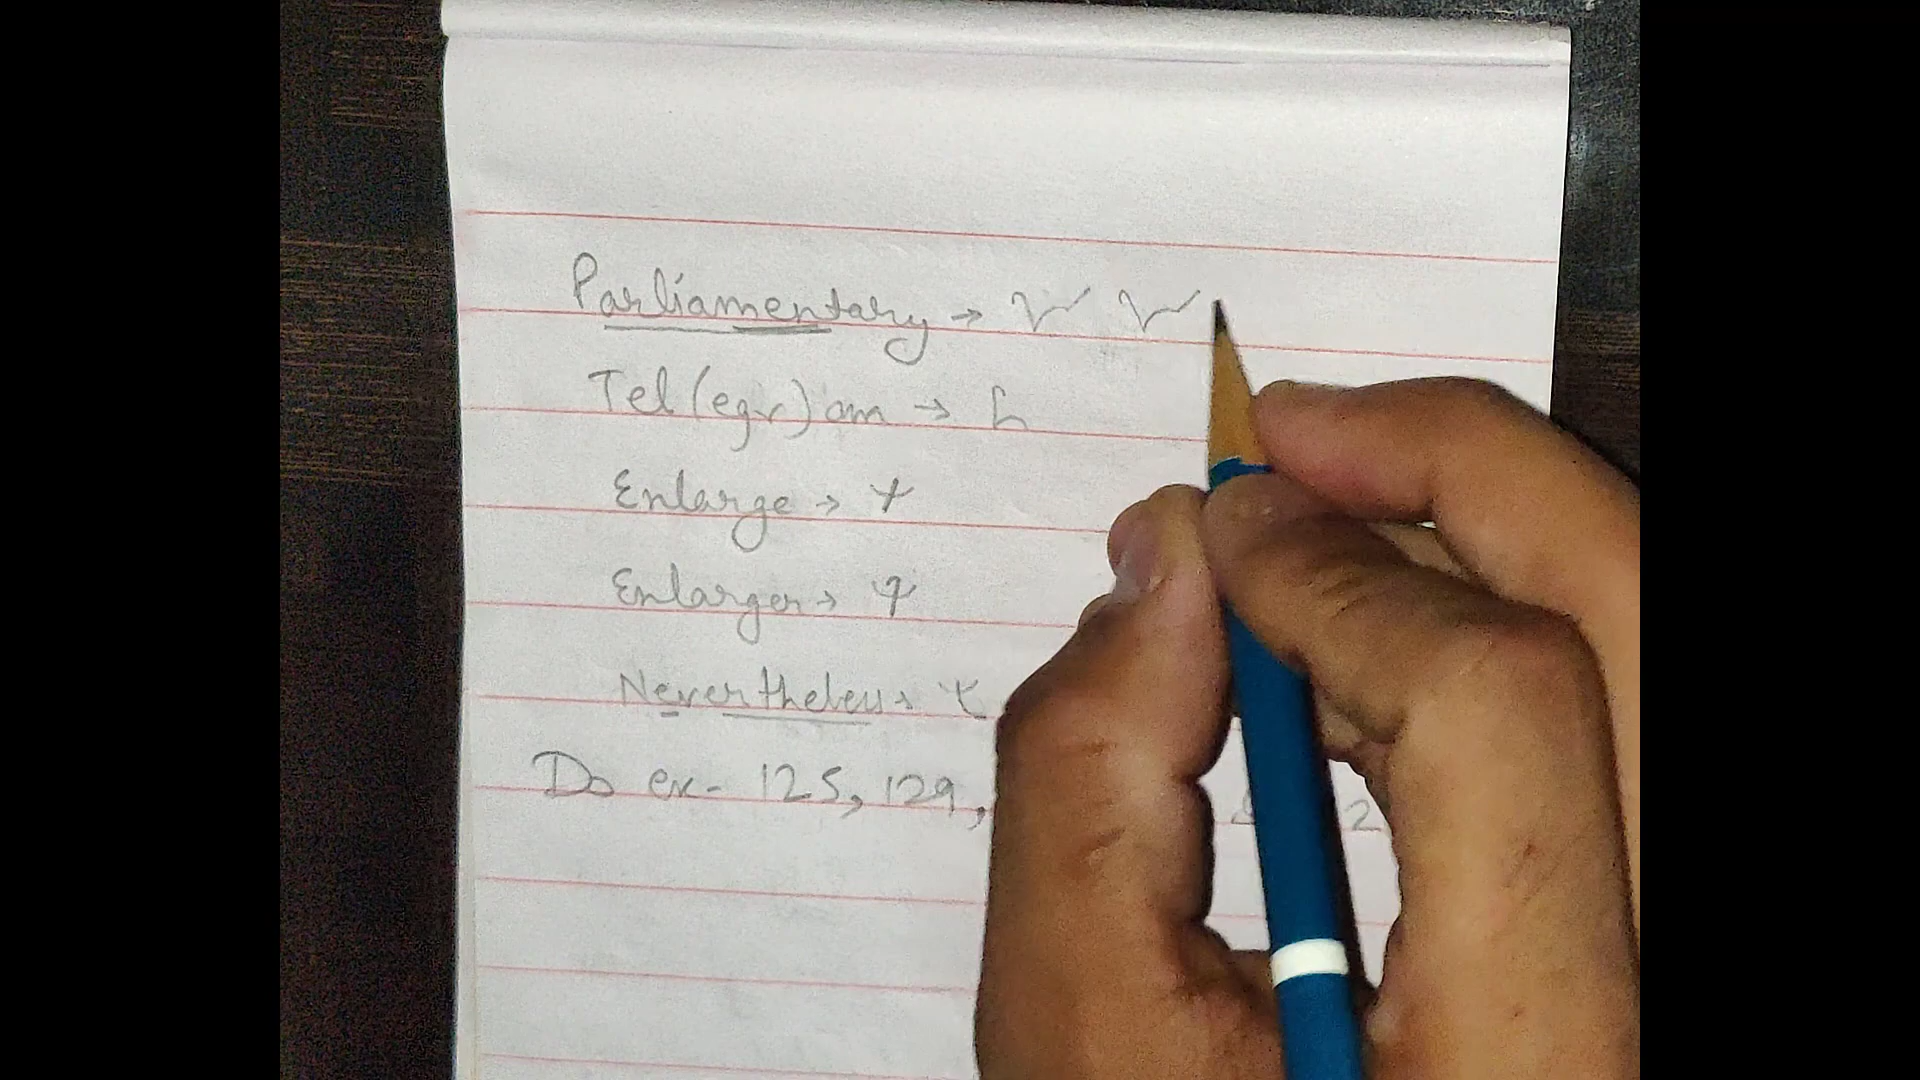 Parliamentary →
Tel(egr)am →
Enlarge →
Enlarger →
Nevertheless →
Do ex- 125, 129,